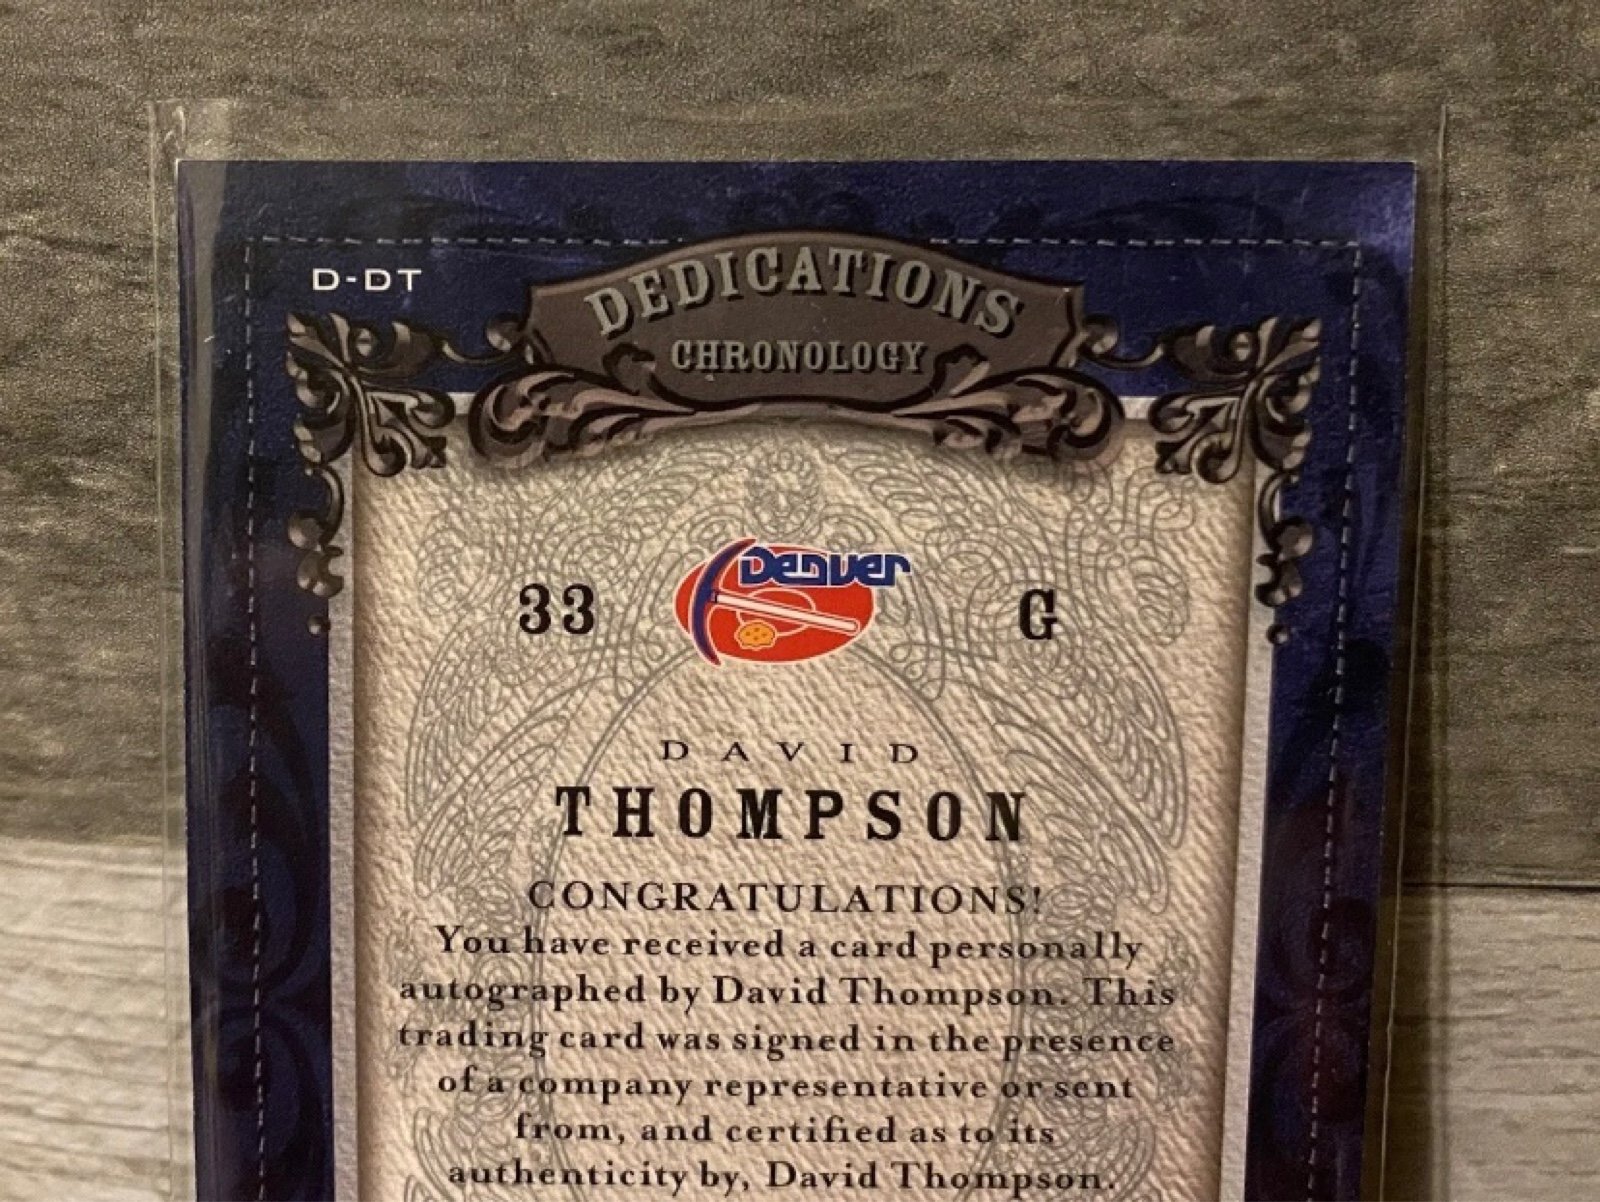 D-DT
DEDICATIONS
CHRONOLOGY
33 Denver G
DAVID
THOMPSON
CONGRATULATIONS!
You have received a card personally
autographed by David Thompson. This
trading card was signed in the presence
of a company representative or sent
from, and certified as to its
authenticity by, David Thompson.